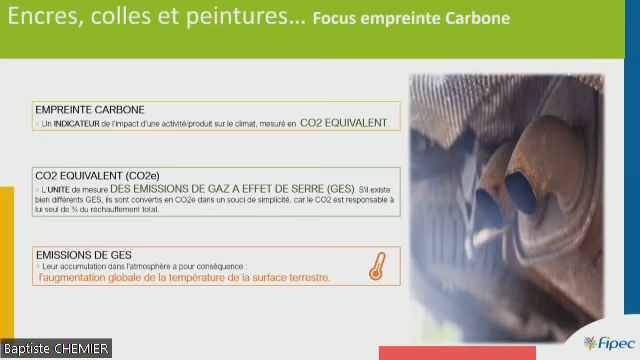 Encres, colles et peintures... Focus empreinte Carbone
EMPREINTE CARBONE
Un INDICATEUR de l'impact d'une activité/produit sur le climat, mesuré en CO2 EQUIVALENT.
CO2 EQUIVALENT (CO2e)
L'UNITE de mesure DES EMISSIONS DE GAZ A EFFET DE SERRE (GES). S'il existe
bien différents GES, ils sont convertis en CO2e dans un souci de simplicité, car le CO2 est responsable à
lui seul de ¾ du réchauffement total.
EMISSIONS DE GES
Leur accumulation dans l'atmosphère a pour conséquence :
l'augmentation globale de la température de la surface terrestre.
Baptiste CHEMIER
Fipec